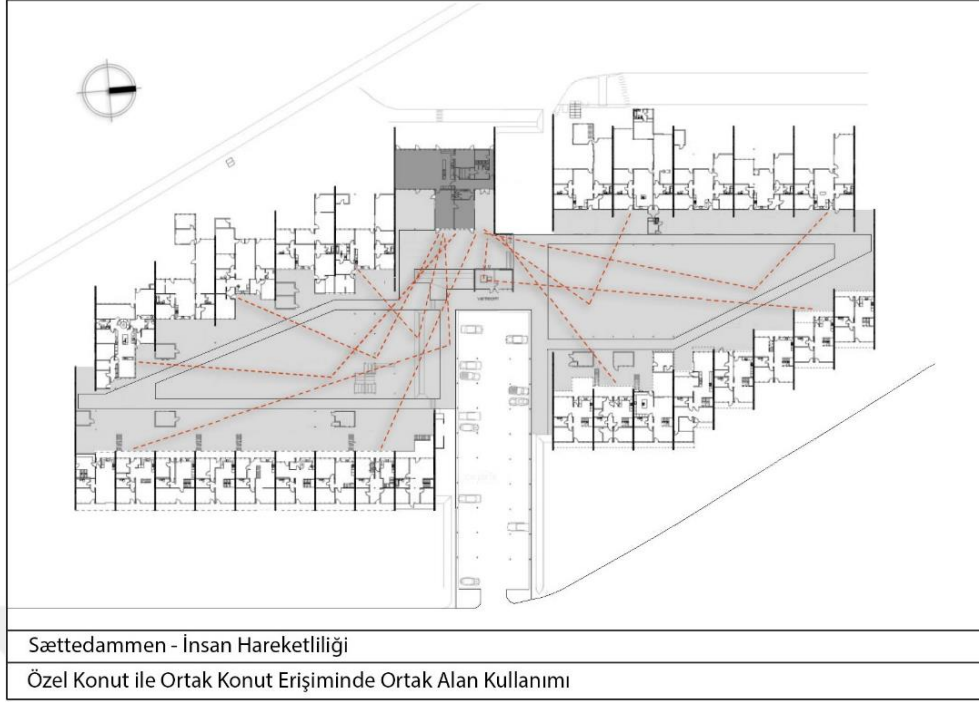 Sættedammen - İnsan Hareketliliği
Özel Konut ile Ortak Konut Erişiminde Ortak Alan Kullanımı